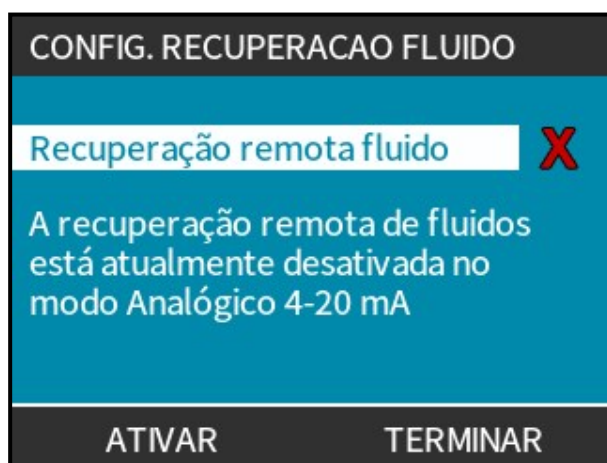 CONFIG. RECUPERACAO FLUIDO
Recuperação remota fluido X
A recuperação remota de fluidos
está atualmente desativada no
modo Analógico 4-20 mA
ATIVAR TERMINAR